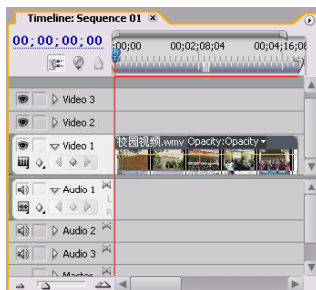 Timeline: Sequence 01
00;00;00;00
;00;00 00;02;08;04 00;04;16;08
Video 3
Video 2
Video 1
校园视频.wmv Opacity:Opacity
Audio 1
L
R
Audio 2
Audio 3
Master